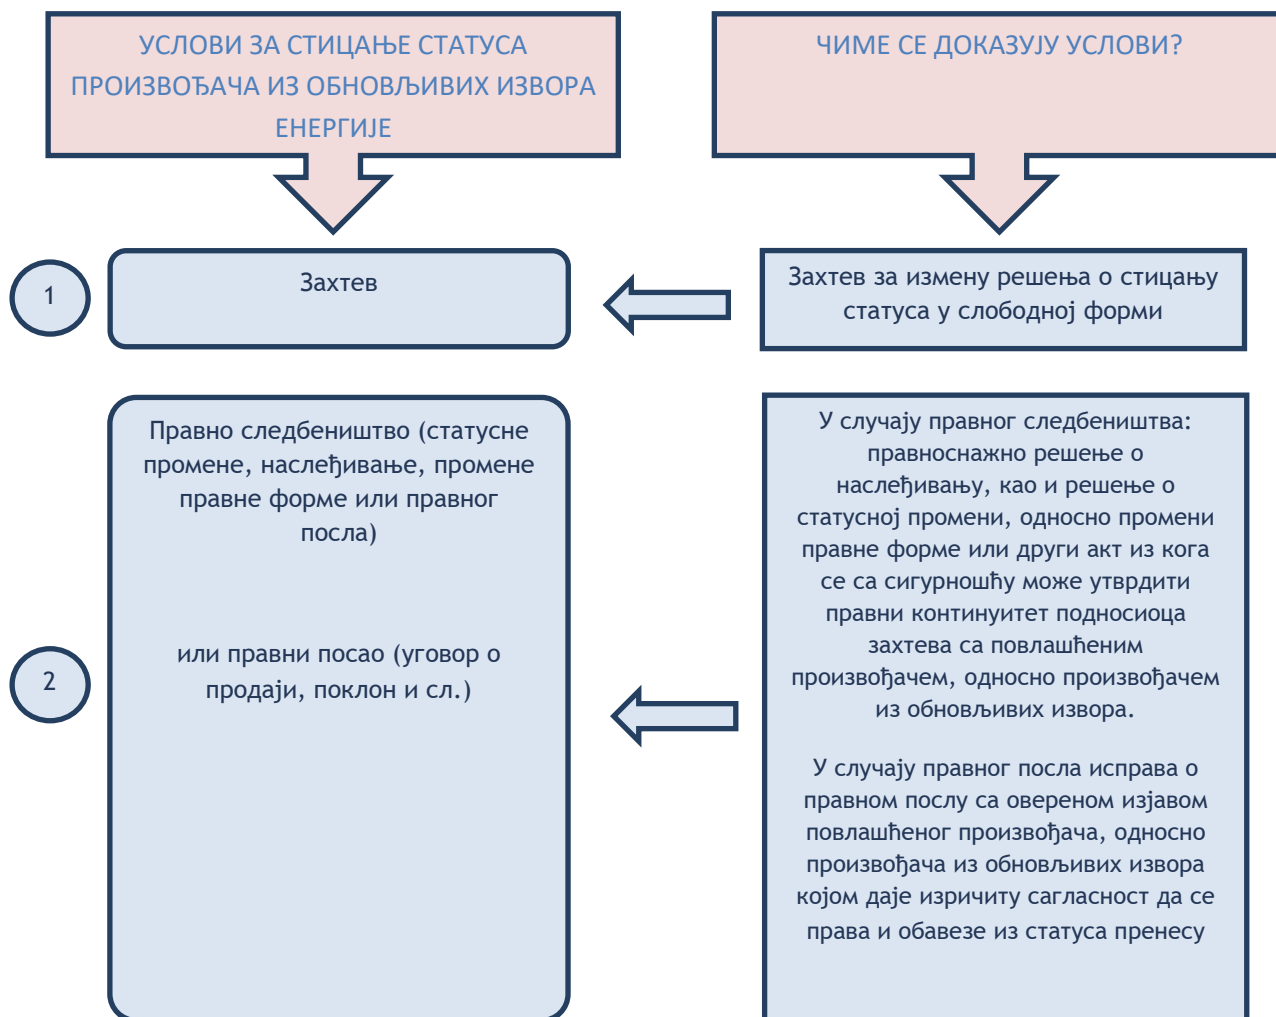 УСЛОВИ ЗА СТИЦАЊЕ СТАТУСА
ПРОИЗВОЂАЧА ИЗ ОБНОВЉИВИХ ИЗВОРА
ЕНЕРГИЈЕ
ЧИМЕ СЕ ДОКАЗУЈУ УСЛОВИ?
1
Захтев
Захтев за измену решења о стицању
статуса у слободној форми
2
Правно следбеништво (статусне
промене, наслеђивање, промене
правне форме или правног
посла)
или правни посао (уговор о
продаји, поклон и сл.)
У случају правног следбеништва:
правноснажно решење о
наслеђивању, као и решење о
статусној промени, односно промени
правне форме или други акт из кога
се са сигурношћу може утврдити
правни континуитет подносиоца
захтева са повлашћеним
произвођачем, односно произвођачем
из обновљивих извора.
У случају правног посла исправа о
правном послу са овереном изјавом
повлашћеног произвођача, односно
произвођача из обновљивих извора
којом даје изричиту сагласност да се
права и обавезе из статуса пренесу